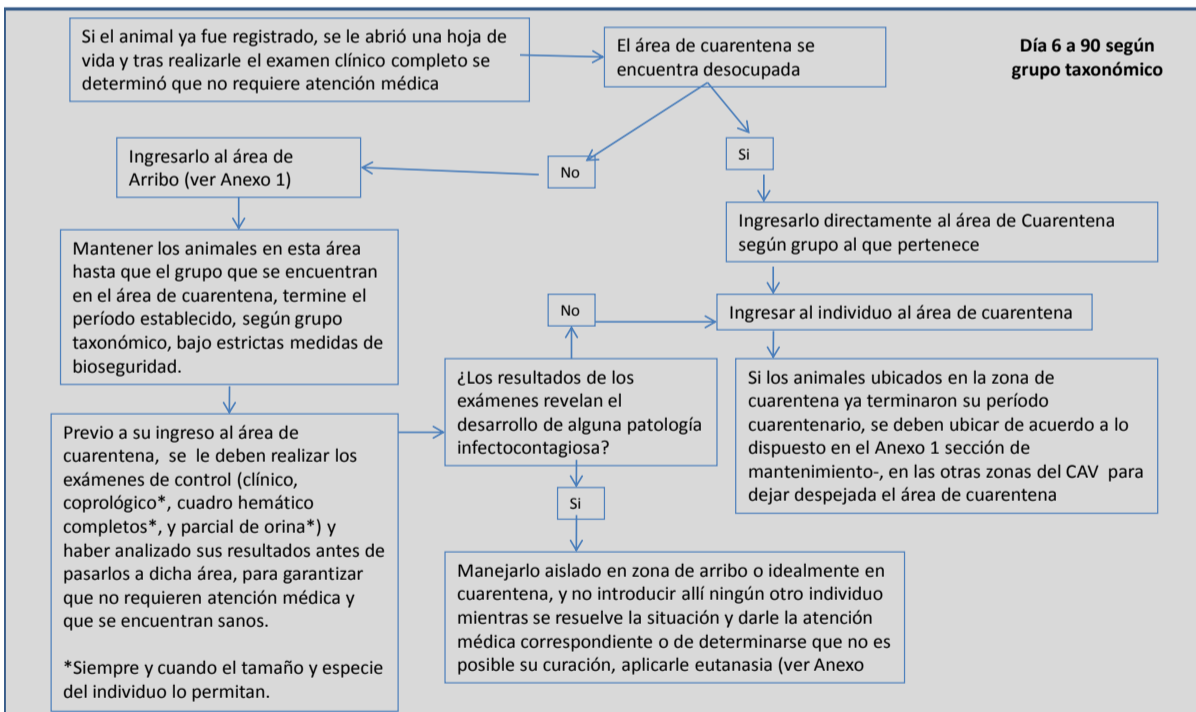 Si el animal ya fue registrado, se le abrió una hoja de
vida y tras realizarle el examen clínico completo se
determinó que no requiere atención médica
El área de cuarentena se
encuentra desocupada
Día 6 a 90 según
grupo taxonómico
Ingresarlo al área de
Arribo (ver Anexo 1)
No
Si
Ingresarlo directamente al área de Cuarentena
según grupo al que pertenece
Mantener los animales en esta área
hasta que el grupo que se encuentran
en el área de cuarentena, termine el
período establecido, según grupo
taxonómico, bajo estrictas medidas de
bioseguridad.
No
Ingresar al individuo al área de cuarentena
¿Los resultados de los
exámenes revelan el
desarrollo de alguna patología
infectocontagiosa?
Si los animales ubicados en la zona de
cuarentena ya terminaron su período
cuarentenario, se deben ubicar de acuerdo a lo
dispuesto en el Anexo 1 sección de
mantenimiento-, en las otras zonas del CAV para
dejar despejada el área de cuarentena
Previo a su ingreso al área de
cuarentena, se le deben realizar los
exámenes de control (clínico,
coprológico*, cuadro hemático
completos*, y parcial de orina*) y
haber analizado sus resultados antes de
pasarlos a dicha área, para garantizar
que no requieren atención médica y
que se encuentran sanos.
*Siempre y cuando el tamaño y especie
del individuo lo permitan.
Si
Manejarlo aislado en zona de arribo o idealmente en
cuarentena, y no introducir allí ningún otro individuo
mientras se resuelve la situación y darle la atención
médica correspondiente o de determinarse que no es
posible su curación, aplicarle eutanasia (ver Anexo